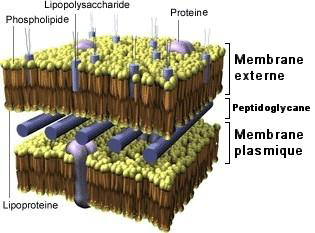 Lipopolysaccharide
Phospholipide
Proteine
Membrane
externe
Peptidoglycane
Membrane
plasmique
Lipoproteine